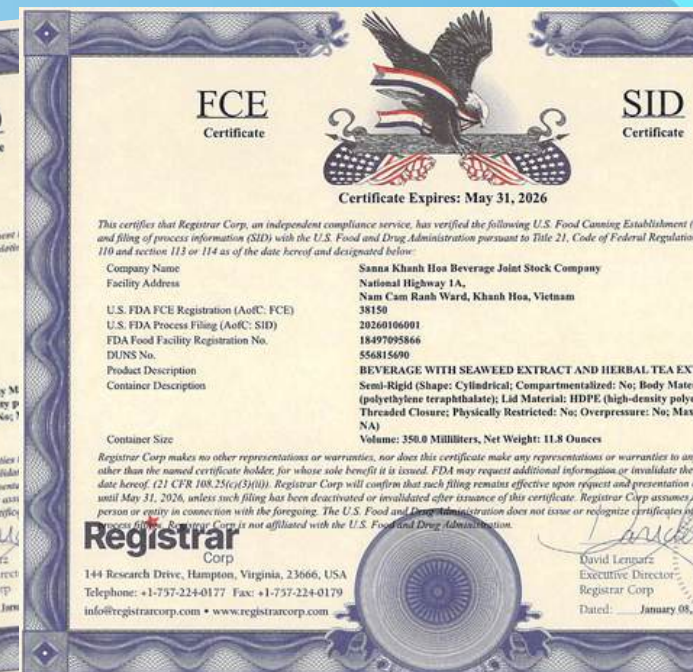 FCE
Certificate
SID
Certificate
Certificate Expires: May 31, 2026
This certifies that Registrar Corp, an independent compliance service, has verified the following U.S. Food Canning Establishment (
and filing of process information (SID) with the U.S. Food and Drug Administration pursuant to Title 21, Code of Federal Regulation
110 and section 113 or 114 as of the date hereof and designated below:
Company Name Sanna Khanh Hoa Beverage Joint Stock Company
Facility Address National Highway 1A,
Nam Cam Ranh Ward, Khanh Hoa, Vietnam
U.S. FDA FCE Registration (AofC: FCE) 38150
U.S. FDA Process Filing (AofC: SID) 20260106001
FDA Food Facility Registration No. 18497095866
DUNS No. 556815690
Product Description BEVERAGE WITH SEAWEED EXTRACT AND HERBAL TEA EX
Container Description Semi-Rigid (Shape: Cylindrical; Compartmentalized: No; Body Mate
(polyethylene teraphthalate); Lid Material: HDPE (high-density polye
Threaded Closure; Physically Restricted: No; Overpressure: No; Max
NA)
Container Size Volume: 350.0 Milliliters, Net Weight: 11.8 Ounces
Registrar Corp makes no other representations or warranties, nor does this certificate make any representations or warranties to an
other than the named certificate holder, for whose sole benefit it is issued. FDA may request additional information or invalidate the
date hereof. (21 CFR 108.25(c)(3)(ii)). Registrar Corp will confirm that such filing remains effective upon request and presentation
until May 31, 2026, unless such filing has been deactivated or invalidated after issuance of this certificate. Registrar Corp assumes
person or entity in connection with the foregoing. The U.S. Food and Drug Administration does not issue or recognize certificates
process Registrar Corp is not affiliated with the U.S. Food and Drug Administration.
Registrar
Corp
144 Research Drive, Hampton, Virginia, 23666, USA
Telephone: +1-757-224-0177 Fax: +1-757-224-0179
info@registrarcorp.com • www.registrarcorp.com
David Lennarz
Executive Director
Registrar Corp
Dated: January 08,